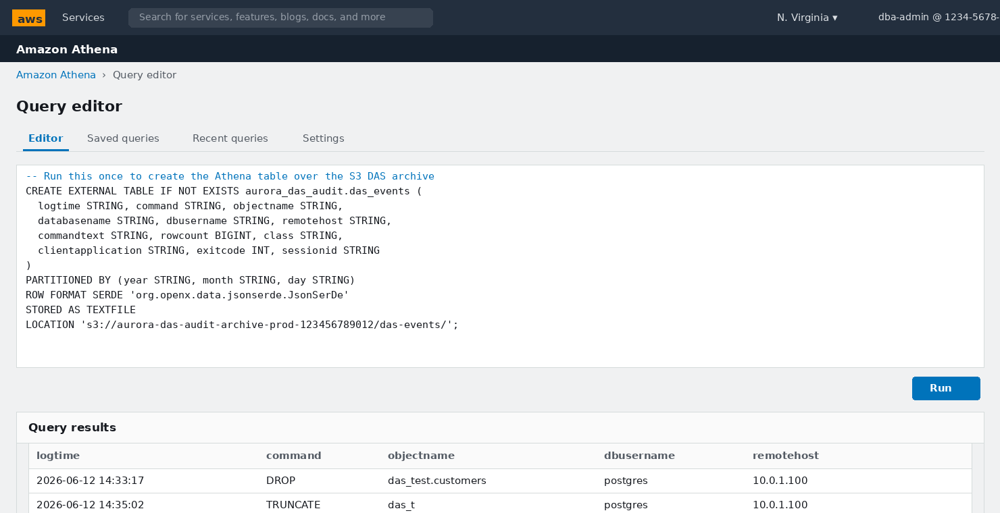 aws Services Search for services, features, blogs, docs, and more N. Virginia ▾ dba-admin @ 1234-5678-
Amazon Athena
Amazon Athena › Query editor
Query editor
Editor Saved queries Recent queries Settings
-- Run this once to create the Athena table over the S3 DAS archive
CREATE EXTERNAL TABLE IF NOT EXISTS aurora_das_audit.das_events (
  logtime STRING, command STRING, objectname STRING,
  databasename STRING, dbusername STRING, remotehost STRING,
  commandtext STRING, rowcount BIGINT, class STRING,
  clientapplication STRING, exitcode INT, sessionid STRING
)
PARTITIONED BY (year STRING, month STRING, day STRING)
ROW FORMAT SERDE 'org.openx.data.jsonserde.JsonSerDe'
STORED AS TEXTFILE
LOCATION 's3://aurora-das-audit-archive-prod-123456789012/das-events/';
Run
Query results
logtime command objectname dbusername remotehost
2026-06-12 14:33:17 DROP das_test.customers postgres 10.0.1.100
2026-06-12 14:35:02 TRUNCATE das_t postgres 10.0.1.100